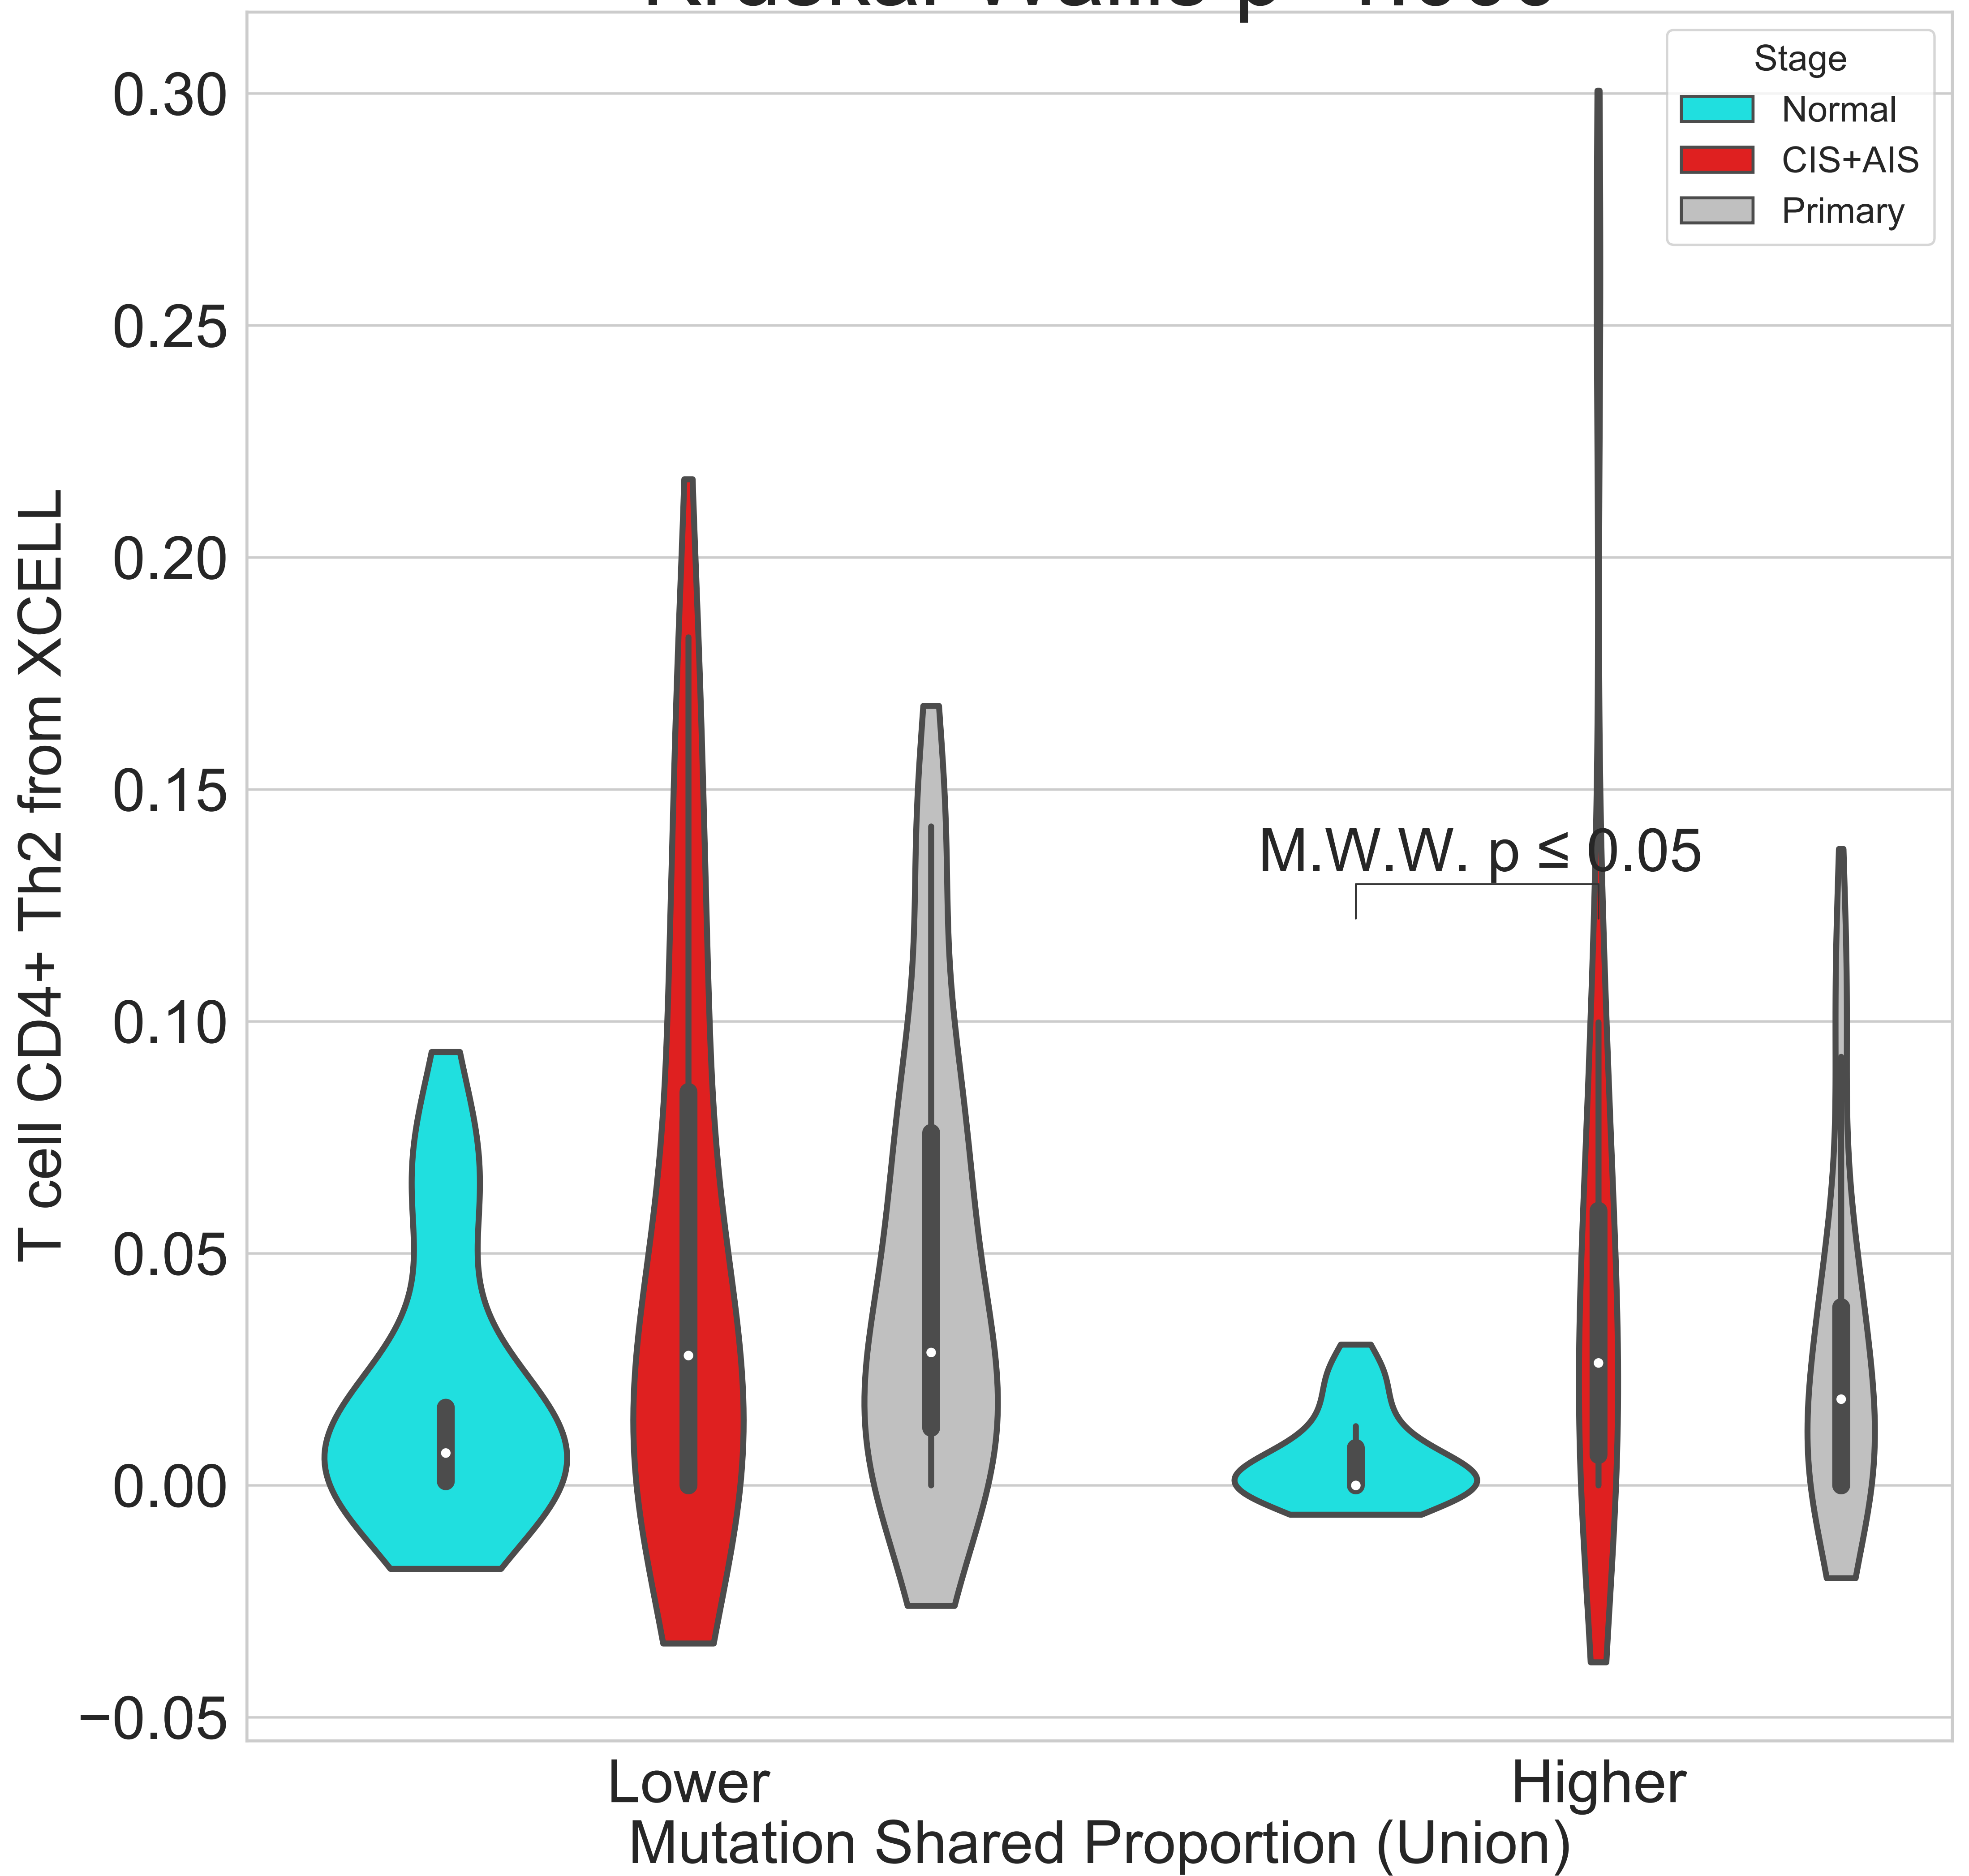 Stage
Normal
CIS+AIS
Primary
0.30
0.25
0.20
0.15
0.10
0.05
0.00
−0.05
T cell CD4+ Th2 from XCELL
M.W.W. p ≤ 0.05
Lower
Higher
Mutation Shared Proportion (Union)